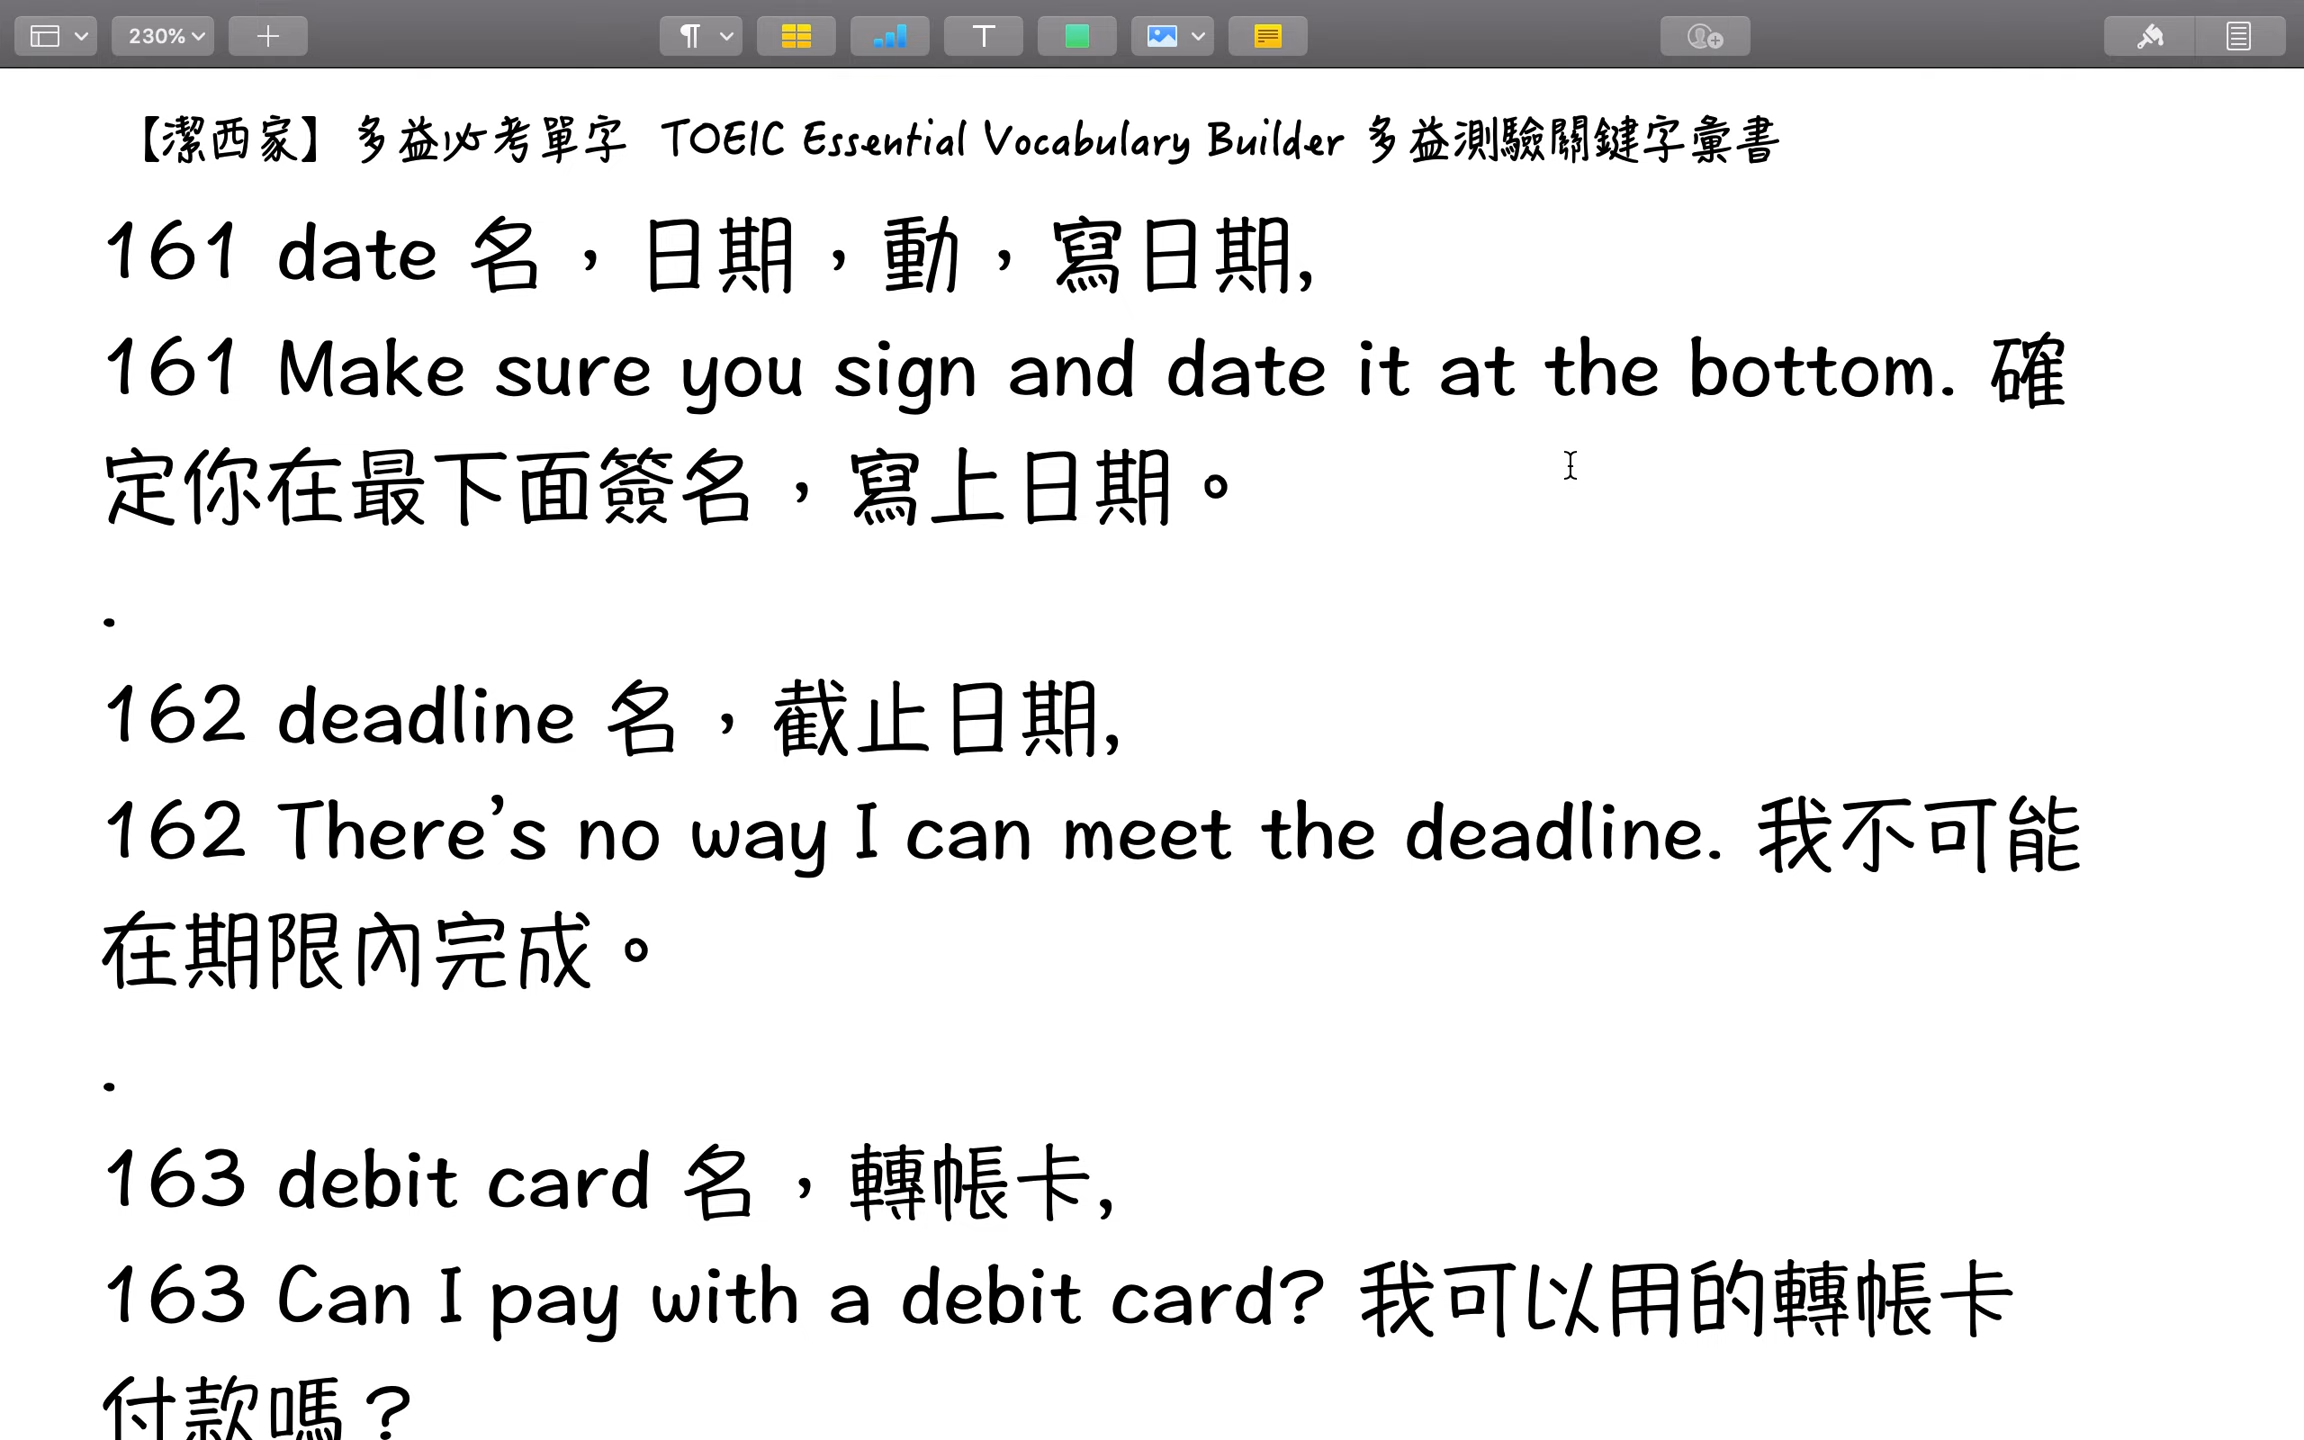 230%
【潔西家】多益必考單字 TOEIC Essential Vocabulary Builder 多益測驗關鍵字彙書
161 date 名，日期，動，寫日期,
161 Make sure you sign and date it at the bottom. 確
定你在最下面簽名，寫上日期。
.
162 deadline 名，截止日期,
162 There’s no way I can meet the deadline. 我不可能
在期限內完成。
.
163 debit card 名，轉帳卡,
163 Can I pay with a debit card? 我可以用的轉帳卡
付款嗎？